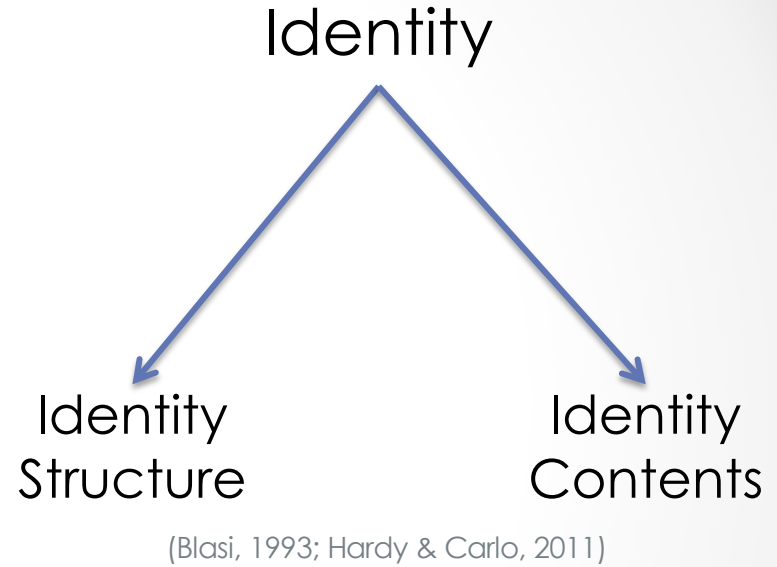 Identity
Identity
Structure
Identity
Contents
(Blasi, 1993; Hardy & Carlo, 2011)